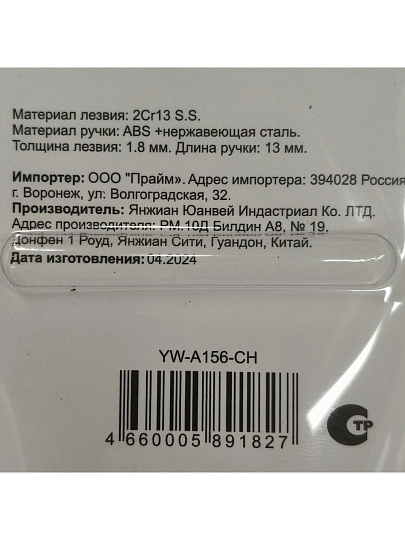 Материал лезвия: 2Cr13 S.S.
Материал ручки: ABS +нержавеющая сталь.
Толщина лезвия: 1.8 мм. Длина ручки: 13 мм.
Импортер: ООО "Прайм». Адрес импортера: 394028 Россия
г. Воронеж, ул: Волгоградская, 32.
Производитель: Янжиан Юанвей Индастриал Ко. ЛТД.
Адрес производителя: РМ.10Д Билдин А8, № 19,
Донфен 1 Роуд, Янжиан Сити, Гуандон, Китай.
Дата изготовления: 04.2024
YW-A156-CH
4 660005 891827
СТР